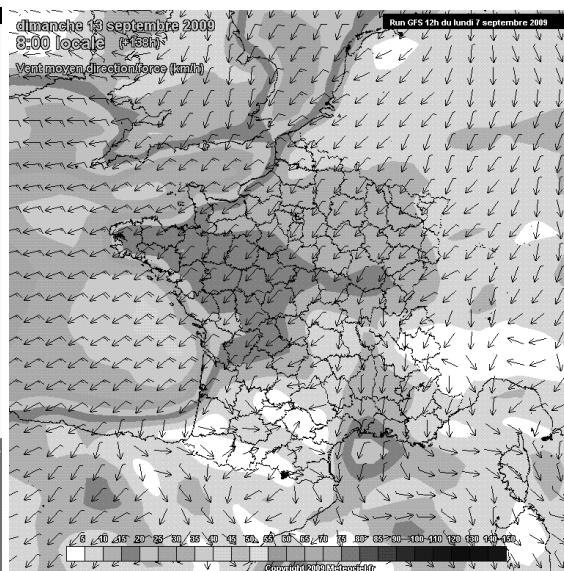 dimanche 13 septembre 2009
Run GFS 12h du lundi 7 septembre 2009
8:00 locale (+138h)
Vent moyen,direction/force (km/h)
5 10 15 20 25 30 35 40 45 50 55 60 65 70 75 80 85 90 100 110 120 130 140 150
Copyright 2009 Meteociel.fr